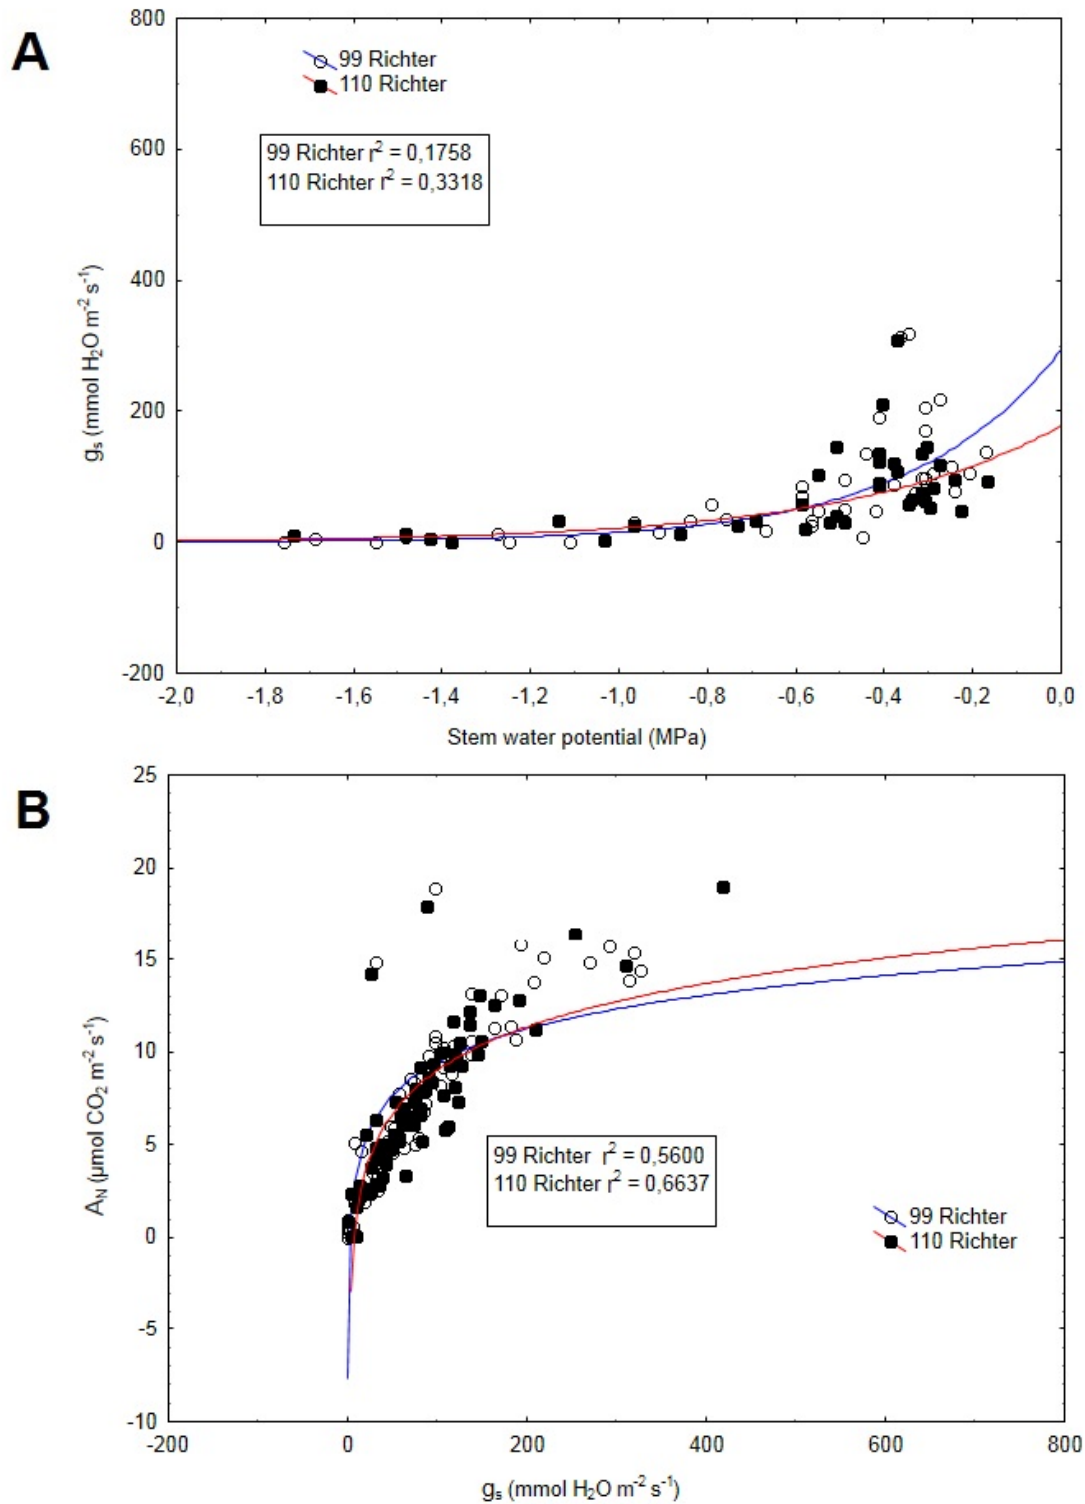 A
800
99 Richter
110 Richter
600
99 Richter r² = 0,1758
110 Richter r² = 0,3318
400
gₛ (mmol H₂O m⁻² s⁻¹)
200
0
-200
-2,0 -1,8 -1,6 -1,4 -1,2 -1,0 -0,8 -0,6 -0,4 -0,2 0,0
Stem water potential (MPa)
B
25
20
15
10
Aₙ (µmol CO₂ m⁻² s⁻¹)
5
99 Richter r² = 0,5600
110 Richter r² = 0,6637
99 Richter
110 Richter
0
-5
-10
-200 0 200 400 600 800
gₛ (mmol H₂O m⁻² s⁻¹)